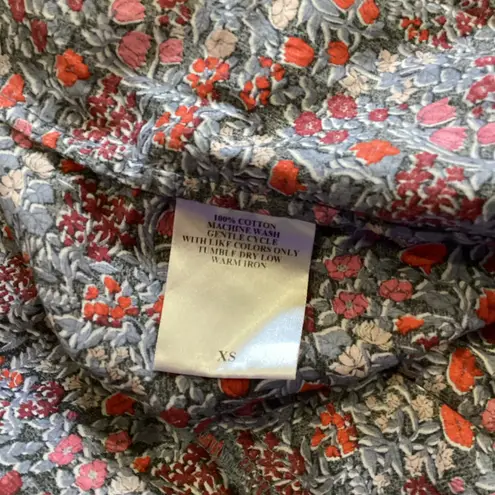 100% COTTON
MACHINE WASH
GENTLE CYCLE
WITH LIKE COLORS ONLY
TUMBLE DRY LOW
WARM IRON
XS